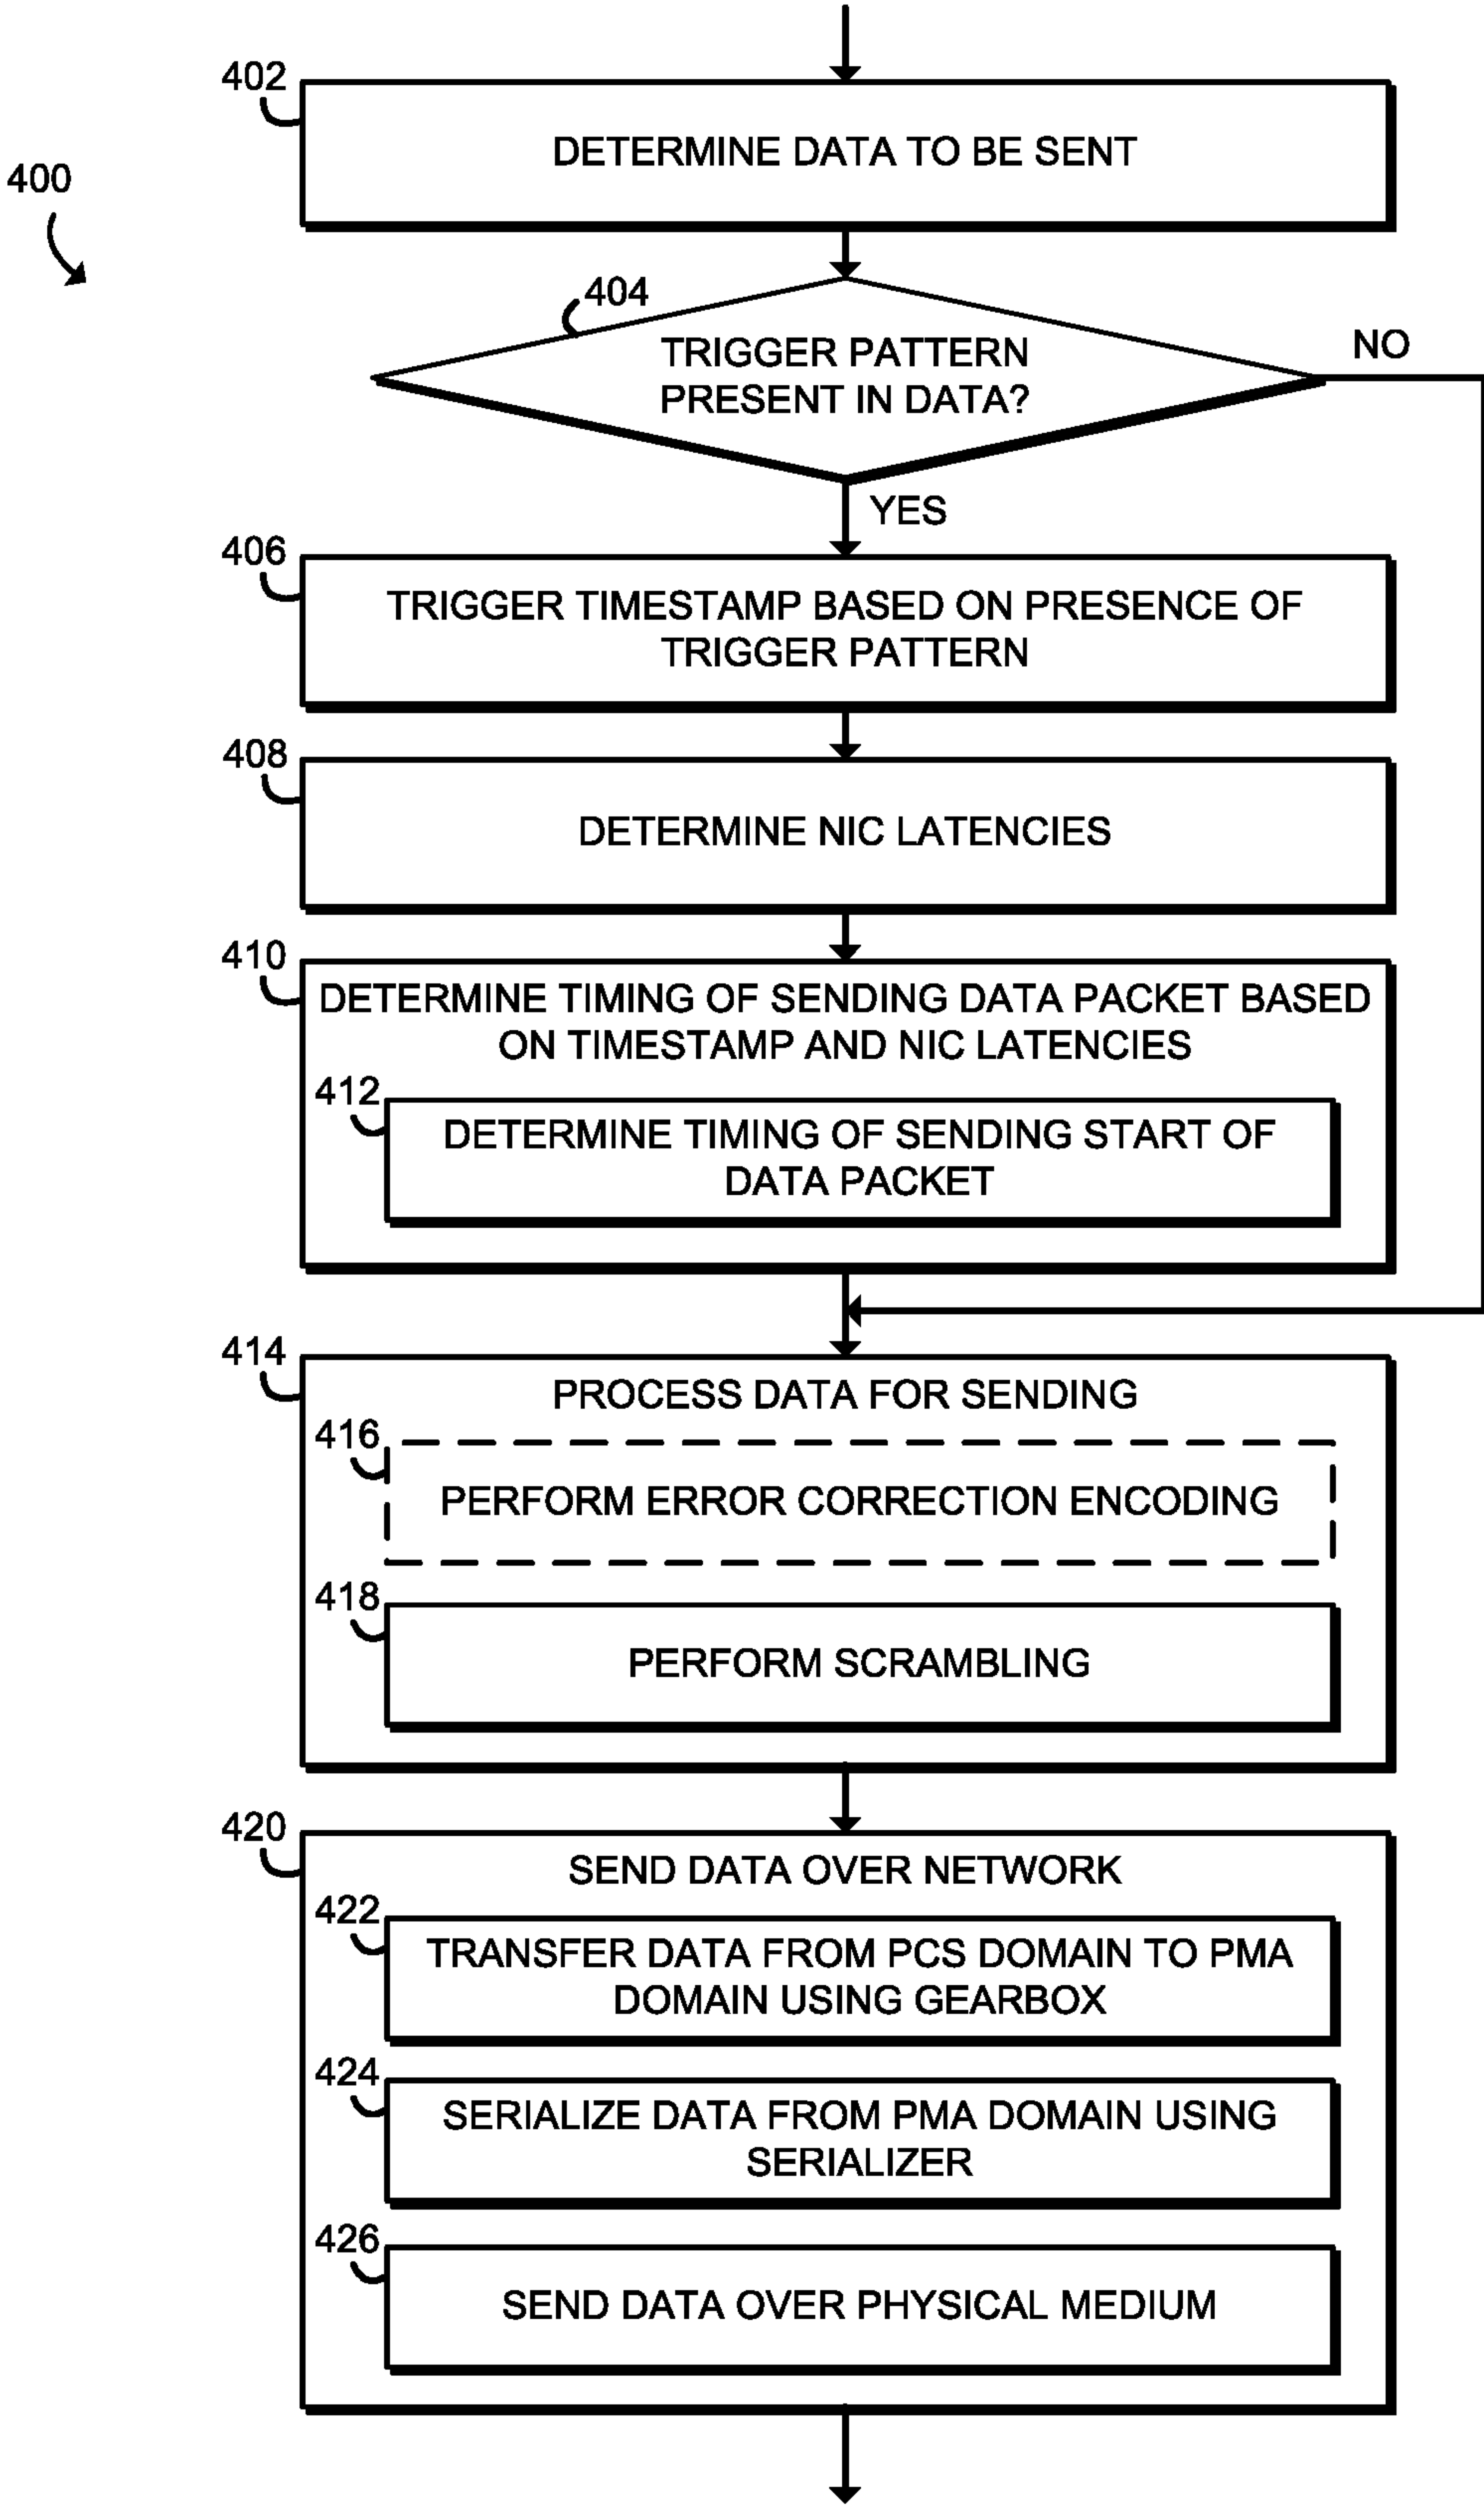 402
DETERMINE DATA TO BE SENT
400
404
TRIGGER PATTERN
PRESENT IN DATA?
NO
YES
406
TRIGGER TIMESTAMP BASED ON PRESENCE OF
TRIGGER PATTERN
408
DETERMINE NIC LATENCIES
410
DETERMINE TIMING OF SENDING DATA PACKET BASED
ON TIMESTAMP AND NIC LATENCIES
412
DETERMINE TIMING OF SENDING START OF
DATA PACKET
414
PROCESS DATA FOR SENDING
416
PERFORM ERROR CORRECTION ENCODING
418
PERFORM SCRAMBLING
420
SEND DATA OVER NETWORK
422
TRANSFER DATA FROM PCS DOMAIN TO PMA
DOMAIN USING GEARBOX
424
SERIALIZE DATA FROM PMA DOMAIN USING
SERIALIZER
426
SEND DATA OVER PHYSICAL MEDIUM